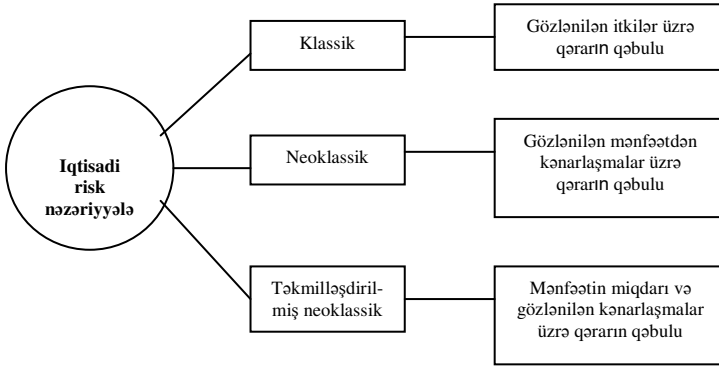 Iqtisadi
risk
nəzəriyyələ
Klassik
Gözlənilən itkilər üzrə
qərarın qəbulu
Neoklassik
Gözlənilən mənfəətdən
kənarlaşmalar üzrə
qərarın qəbulu
Təkmilləşdiril-
miş neoklassik
Mənfəətin miqdarı və
gözlənilən kənarlaşmalar
üzrə qərarın qəbulu